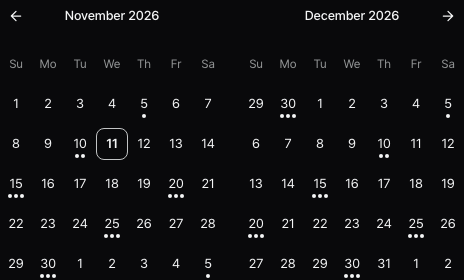 November 2026
Su Mo Tu We Th Fr Sa
1 2 3 4 5 6 7
8 9 10 11 12 13 14
15 16 17 18 19 20 21
22 23 24 25 26 27 28
29 30 1 2 3 4 5
December 2026
Su Mo Tu We Th Fr Sa
29 30 1 2 3 4 5
6 7 8 9 10 11 12
13 14 15 16 17 18 19
20 21 22 23 24 25 26
27 28 29 30 31 1 2